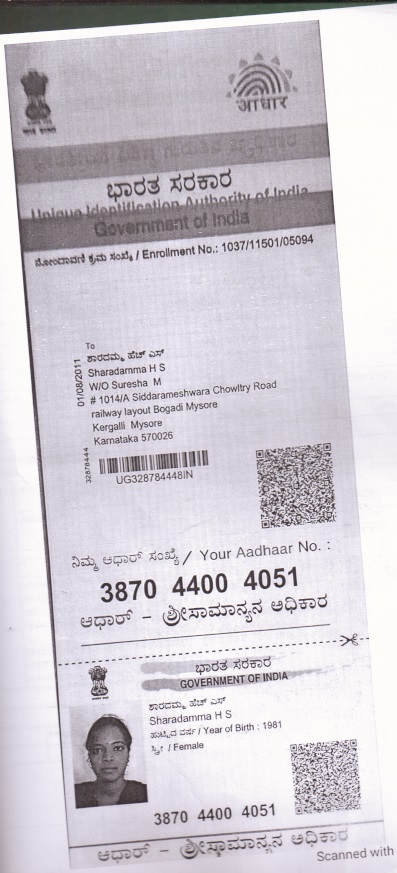 आधार
ಭಾರತ ಸರಕಾರ
Unique Identification Authority of India
Government of India
ನೋಂದಾವಣಿ ಕ್ರಮ ಸಂಖ್ಯೆ / Enrollment No.: 1037/11501/05094
01/08/2011
To
ಶಾರದಮ್ಮ ಹೆಚ್ ಎಸ್
Sharadamma H S
W/O Suresha M
# 1014/A Siddarameshwara Chowltry Road
railway layout Bogadi Mysore
Kergalli Mysore
Karnataka 570026
32878444
UG328784448IN
ನಿಮ್ಮ ಆಧಾರ್ ಸಂಖ್ಯೆ / Your Aadhaar No. :
3870 4400 4051
ಆಧಾರ್ - ಶ್ರೀಸಾಮಾನ್ಯನ ಅಧಿಕಾರ
ಭಾರತ ಸರಕಾರ
GOVERNMENT OF INDIA
ಶಾರದಮ್ಮ ಹೆಚ್ ಎಸ್
Sharadamma H S
ಹುಟ್ಟಿದ ವರ್ಷ / Year of Birth : 1981
ಸ್ತ್ರೀ / Female
3870 4400 4051
ಆಧಾರ್ - ಶ್ರೀಸಾಮಾನ್ಯನ ಅಧಿಕಾರ
Scanned with